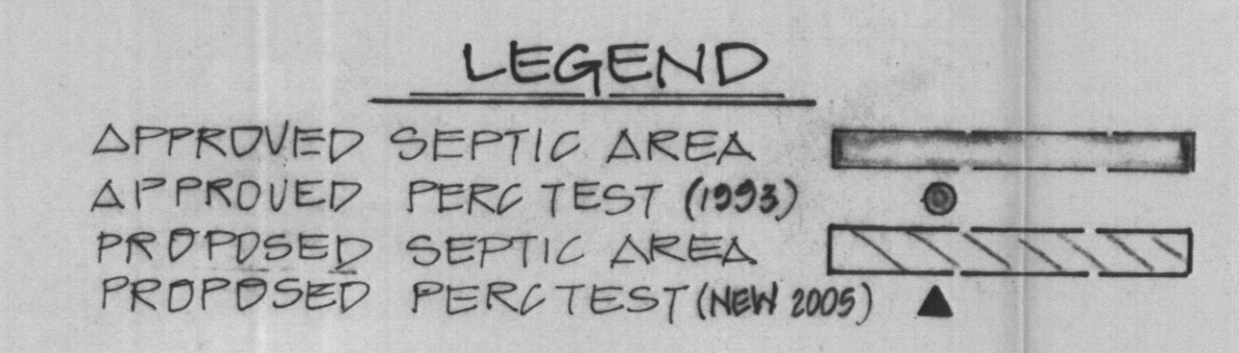 LEGEND
APPROVED SEPTIC AREA
APPROVED PERC TEST (1993)
PROPOSED SEPTIC AREA
PROPOSED PERC TEST (NEW 2005)